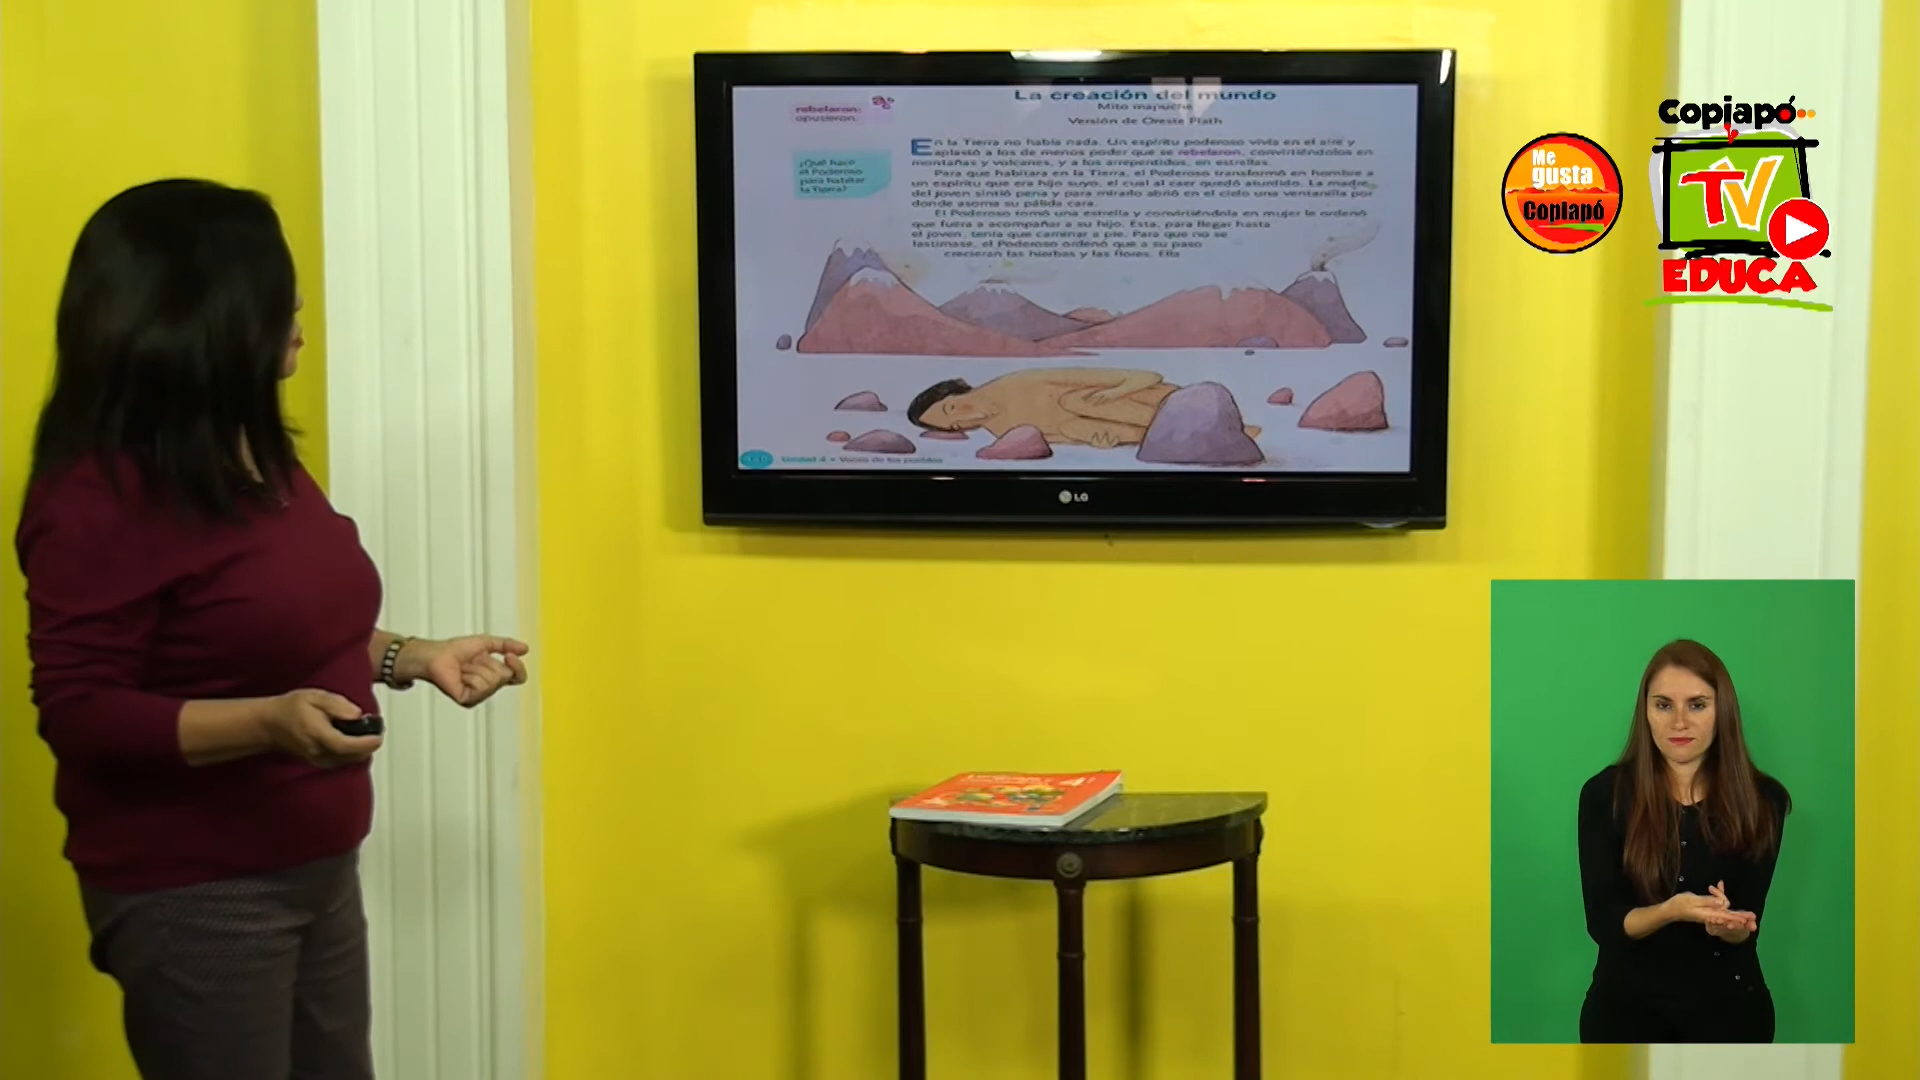 La creación del mundo
Mito mapuche
Versión de Oreste Plath
rebelaron:
opusieron.
¿Qué hace
el Poderoso
para habitar
la Tierra?
En la Tierra no había nada. Un espíritu poderoso vivía en el aire y
aplastó a los de menos poder que se rebelaron, convirtiéndolos en
montañas y volcanes, y a los arrepentidos, en estrellas.
Para que habitara en la Tierra, el Poderoso transformó en hombre a
un espíritu que era hijo suyo, el cual al caer quedó aturdido. La madre
del joven sintió pena y para mirarlo abrió en el cielo una ventanilla por
donde asoma su pálida cara.
El Poderoso tomó una estrella y convirtiéndola en mujer le ordenó
que fuera a acompañar a su hijo. Esta, para llegar hasta
el joven, tenía que caminar a pie. Para que no se
lastimase, el Poderoso ordenó que a su paso
crecieran las hierbas y las flores. Ella
Unidad 4 • Voces de los pueblos
LG
Copiapó
TV
EDUCA
Me
gusta
Copiapó
4